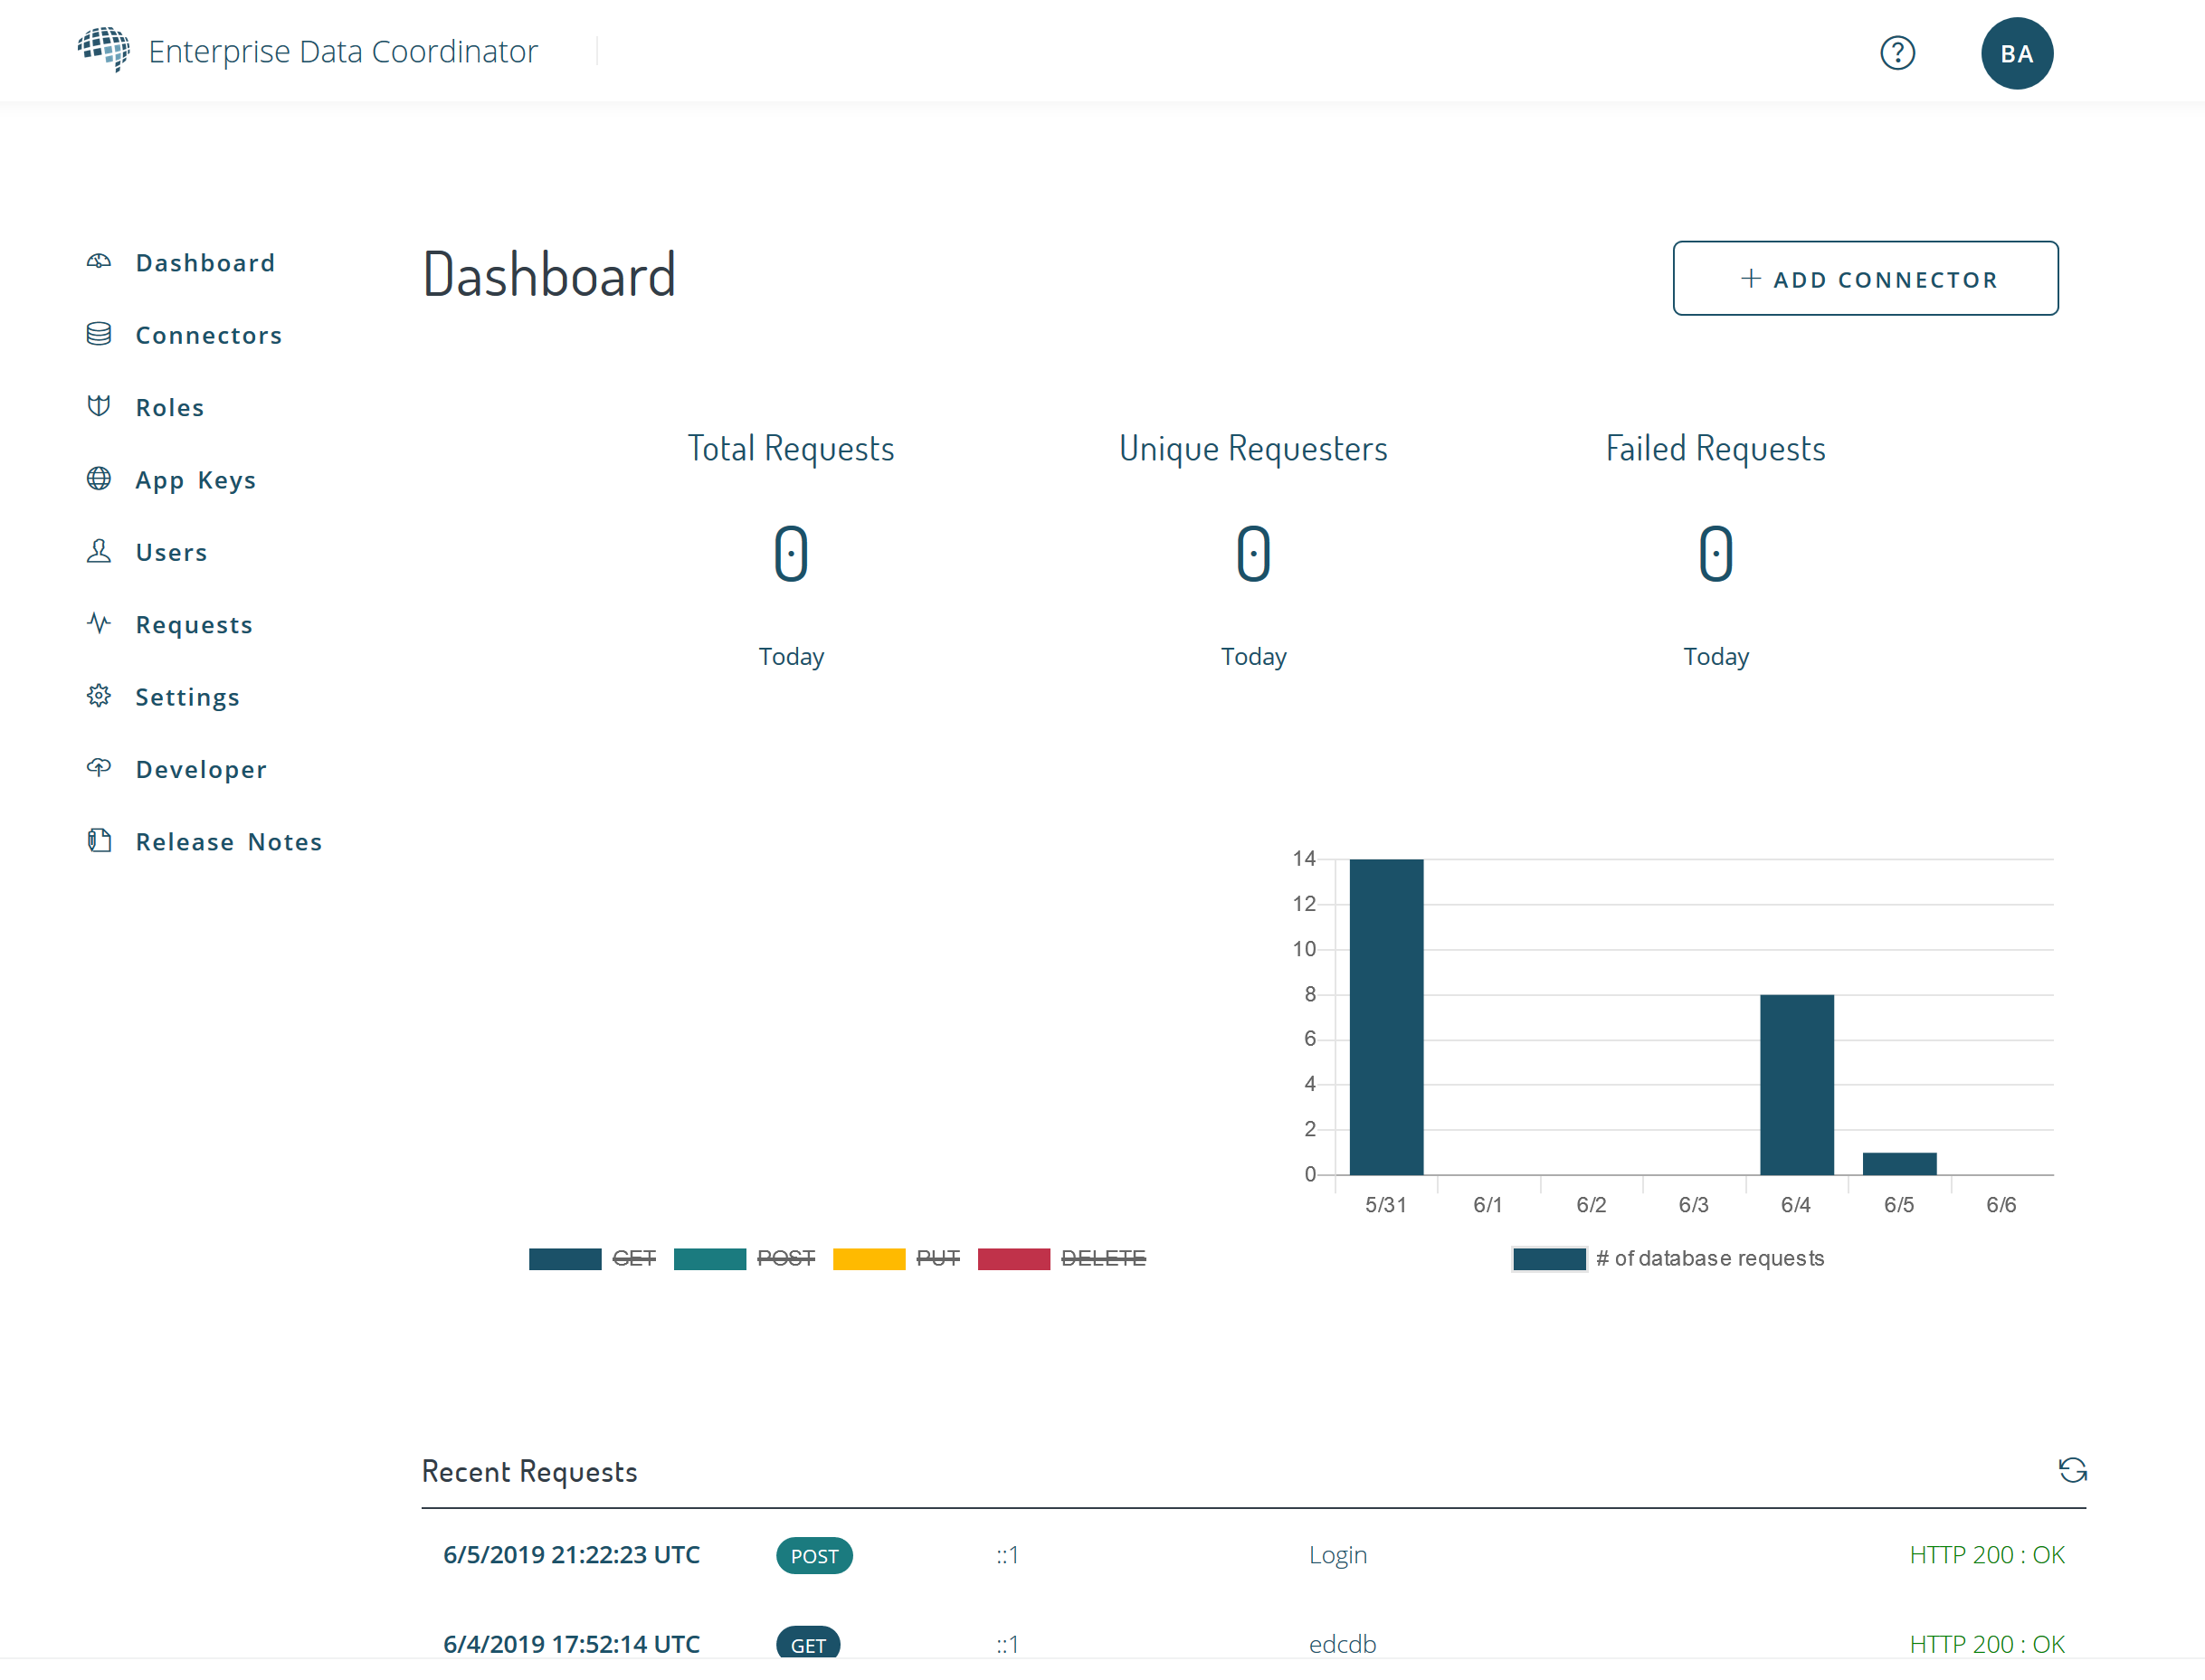 Enterprise Data Coordinator
?
BA
Dashboard
Connectors
Roles
App Keys
Users
Requests
Settings
Developer
Release Notes
Dashboard
+ ADD CONNECTOR
Total Requests
0
Today
Unique Requesters
0
Today
Failed Requests
0
Today
14
12
10
8
6
4
2
0
5/31 6/1 6/2 6/3 6/4 6/5 6/6
GET POST PUT DELETE
# of database requests
Recent Requests
6/5/2019 21:22:23 UTC POST ::1 Login HTTP 200 : OK
6/4/2019 17:52:14 UTC GET ::1 edcdb HTTP 200 : OK